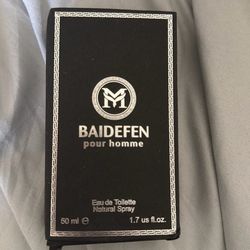 BAIDEFEN
pour homme
Eau de Toilette
Natural Spray
50 ml ℮ 1.7 us fl.oz.